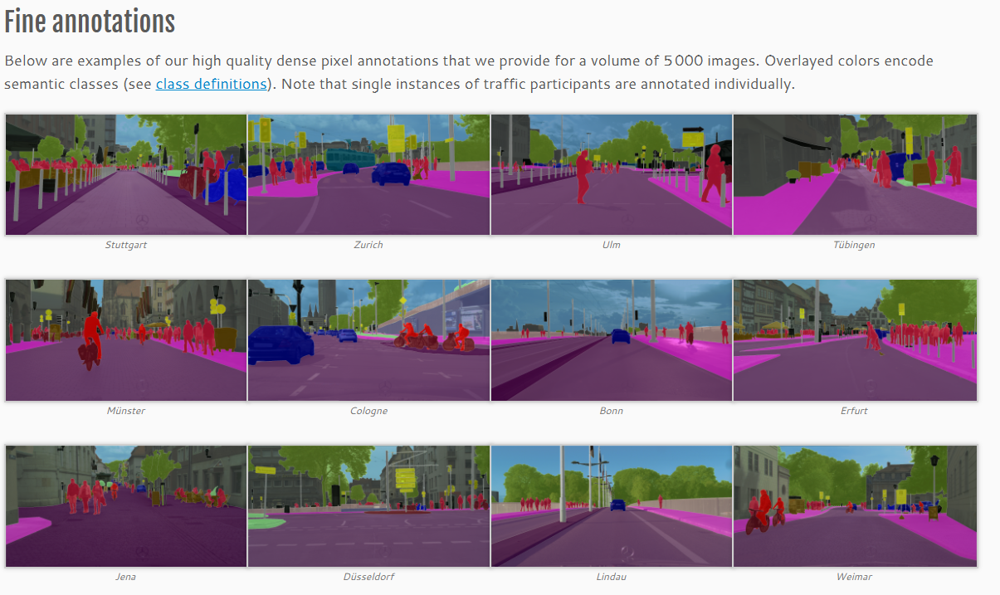 Fine annotations
Below are examples of our high quality dense pixel annotations that we provide for a volume of 5 000 images. Overlayed colors encode
semantic classes (see class definitions). Note that single instances of traffic participants are annotated individually.
Stuttgart
Zurich
Ulm
Tübingen
Münster
Cologne
Bonn
Erfurt
Jena
Düsseldorf
Lindau
Weimar